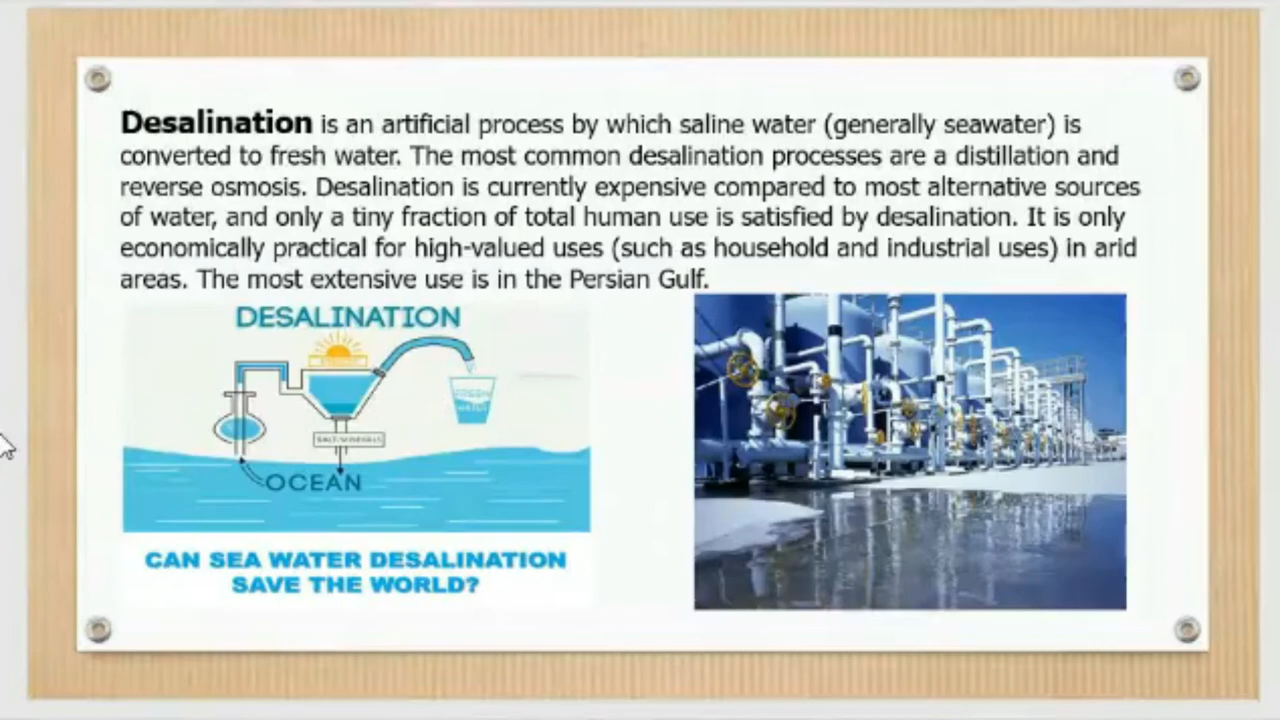 Desalination is an artificial process by which saline water (generally seawater) is
converted to fresh water. The most common desalination processes are a distillation and
reverse osmosis. Desalination is currently expensive compared to most alternative sources
of water, and only a tiny fraction of total human use is satisfied by desalination. It is only
economically practical for high-valued uses (such as household and industrial uses) in arid
areas. The most extensive use is in the Persian Gulf.
DESALINATION
FRESH
WATER
SALT/MINERALS
OCEAN
CAN SEA WATER DESALINATION
SAVE THE WORLD?